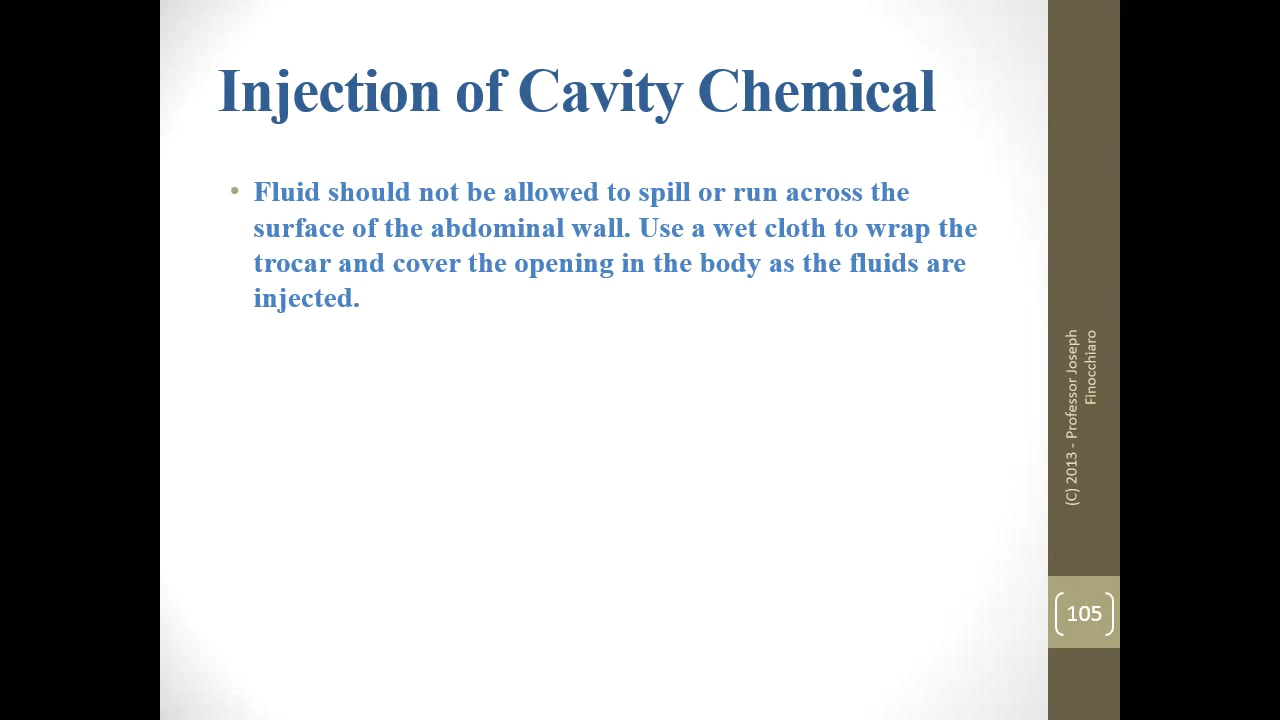 Injection of Cavity Chemical
• Fluid should not be allowed to spill or run across the
surface of the abdominal wall. Use a wet cloth to wrap the
trocar and cover the opening in the body as the fluids are
injected.
(C) 2013 - Professor Joseph
Finocchiaro
105